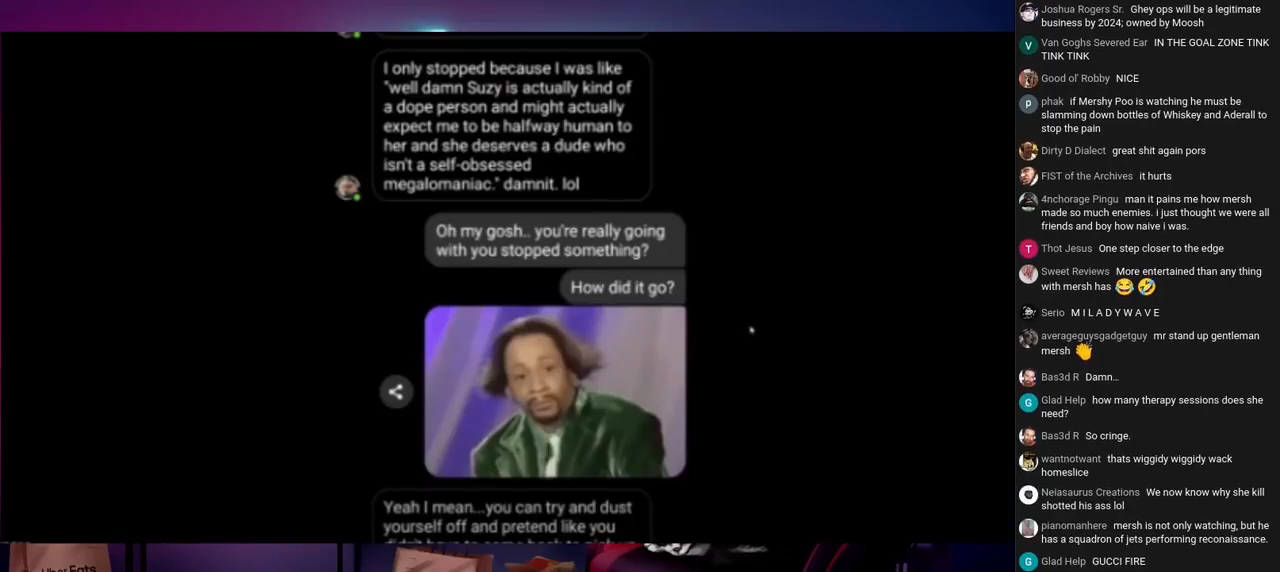 I only stopped because I was like
"well damn Suzy is actually kind of
a dope person and might actually
expect me to be halfway human to
her and she deserves a dude who
isn't a self-obsessed
megalomaniac." damnit. lol
Oh my gosh.. you're really going
with you stopped something?
How did it go?
Yeah I mean...you can try and dust
yourself off and pretend like you
Uber Eats
Joshua Rogers Sr. Ghey ops will be a legitimate
business by 2024; owned by Moosh
V Van Goghs Severed Ear IN THE GOAL ZONE TINK
TINK TINK
Good ol' Robby NICE
p phak if Mershy Poo is watching he must be
slamming down bottles of Whiskey and Aderall to
stop the pain
Dirty D Dialect great shit again pors
FIST of the Archives it hurts
4nchorage Pingu man it pains me how mersh
made so much enemies. i just thought we were all
friends and boy how naive i was.
T Thot Jesus One step closer to the edge
Sweet Reviews More entertained than any thing
with mersh has 😂 🤣
Serio M I L A D Y W A V E
averageguysgadgetguy mr stand up gentleman
mersh 👏
Bas3d R Damn...
G Glad Help how many therapy sessions does she
need?
Bas3d R So cringe.
wantnotwant thats wiggidy wiggidy wack
homeslice
Neiasaurus Creations We now know why she kill
shotted his ass lol
pianomanhere mersh is not only watching, but he
has a squadron of jets performing reconaissance.
G Glad Help GUCCI FIRE